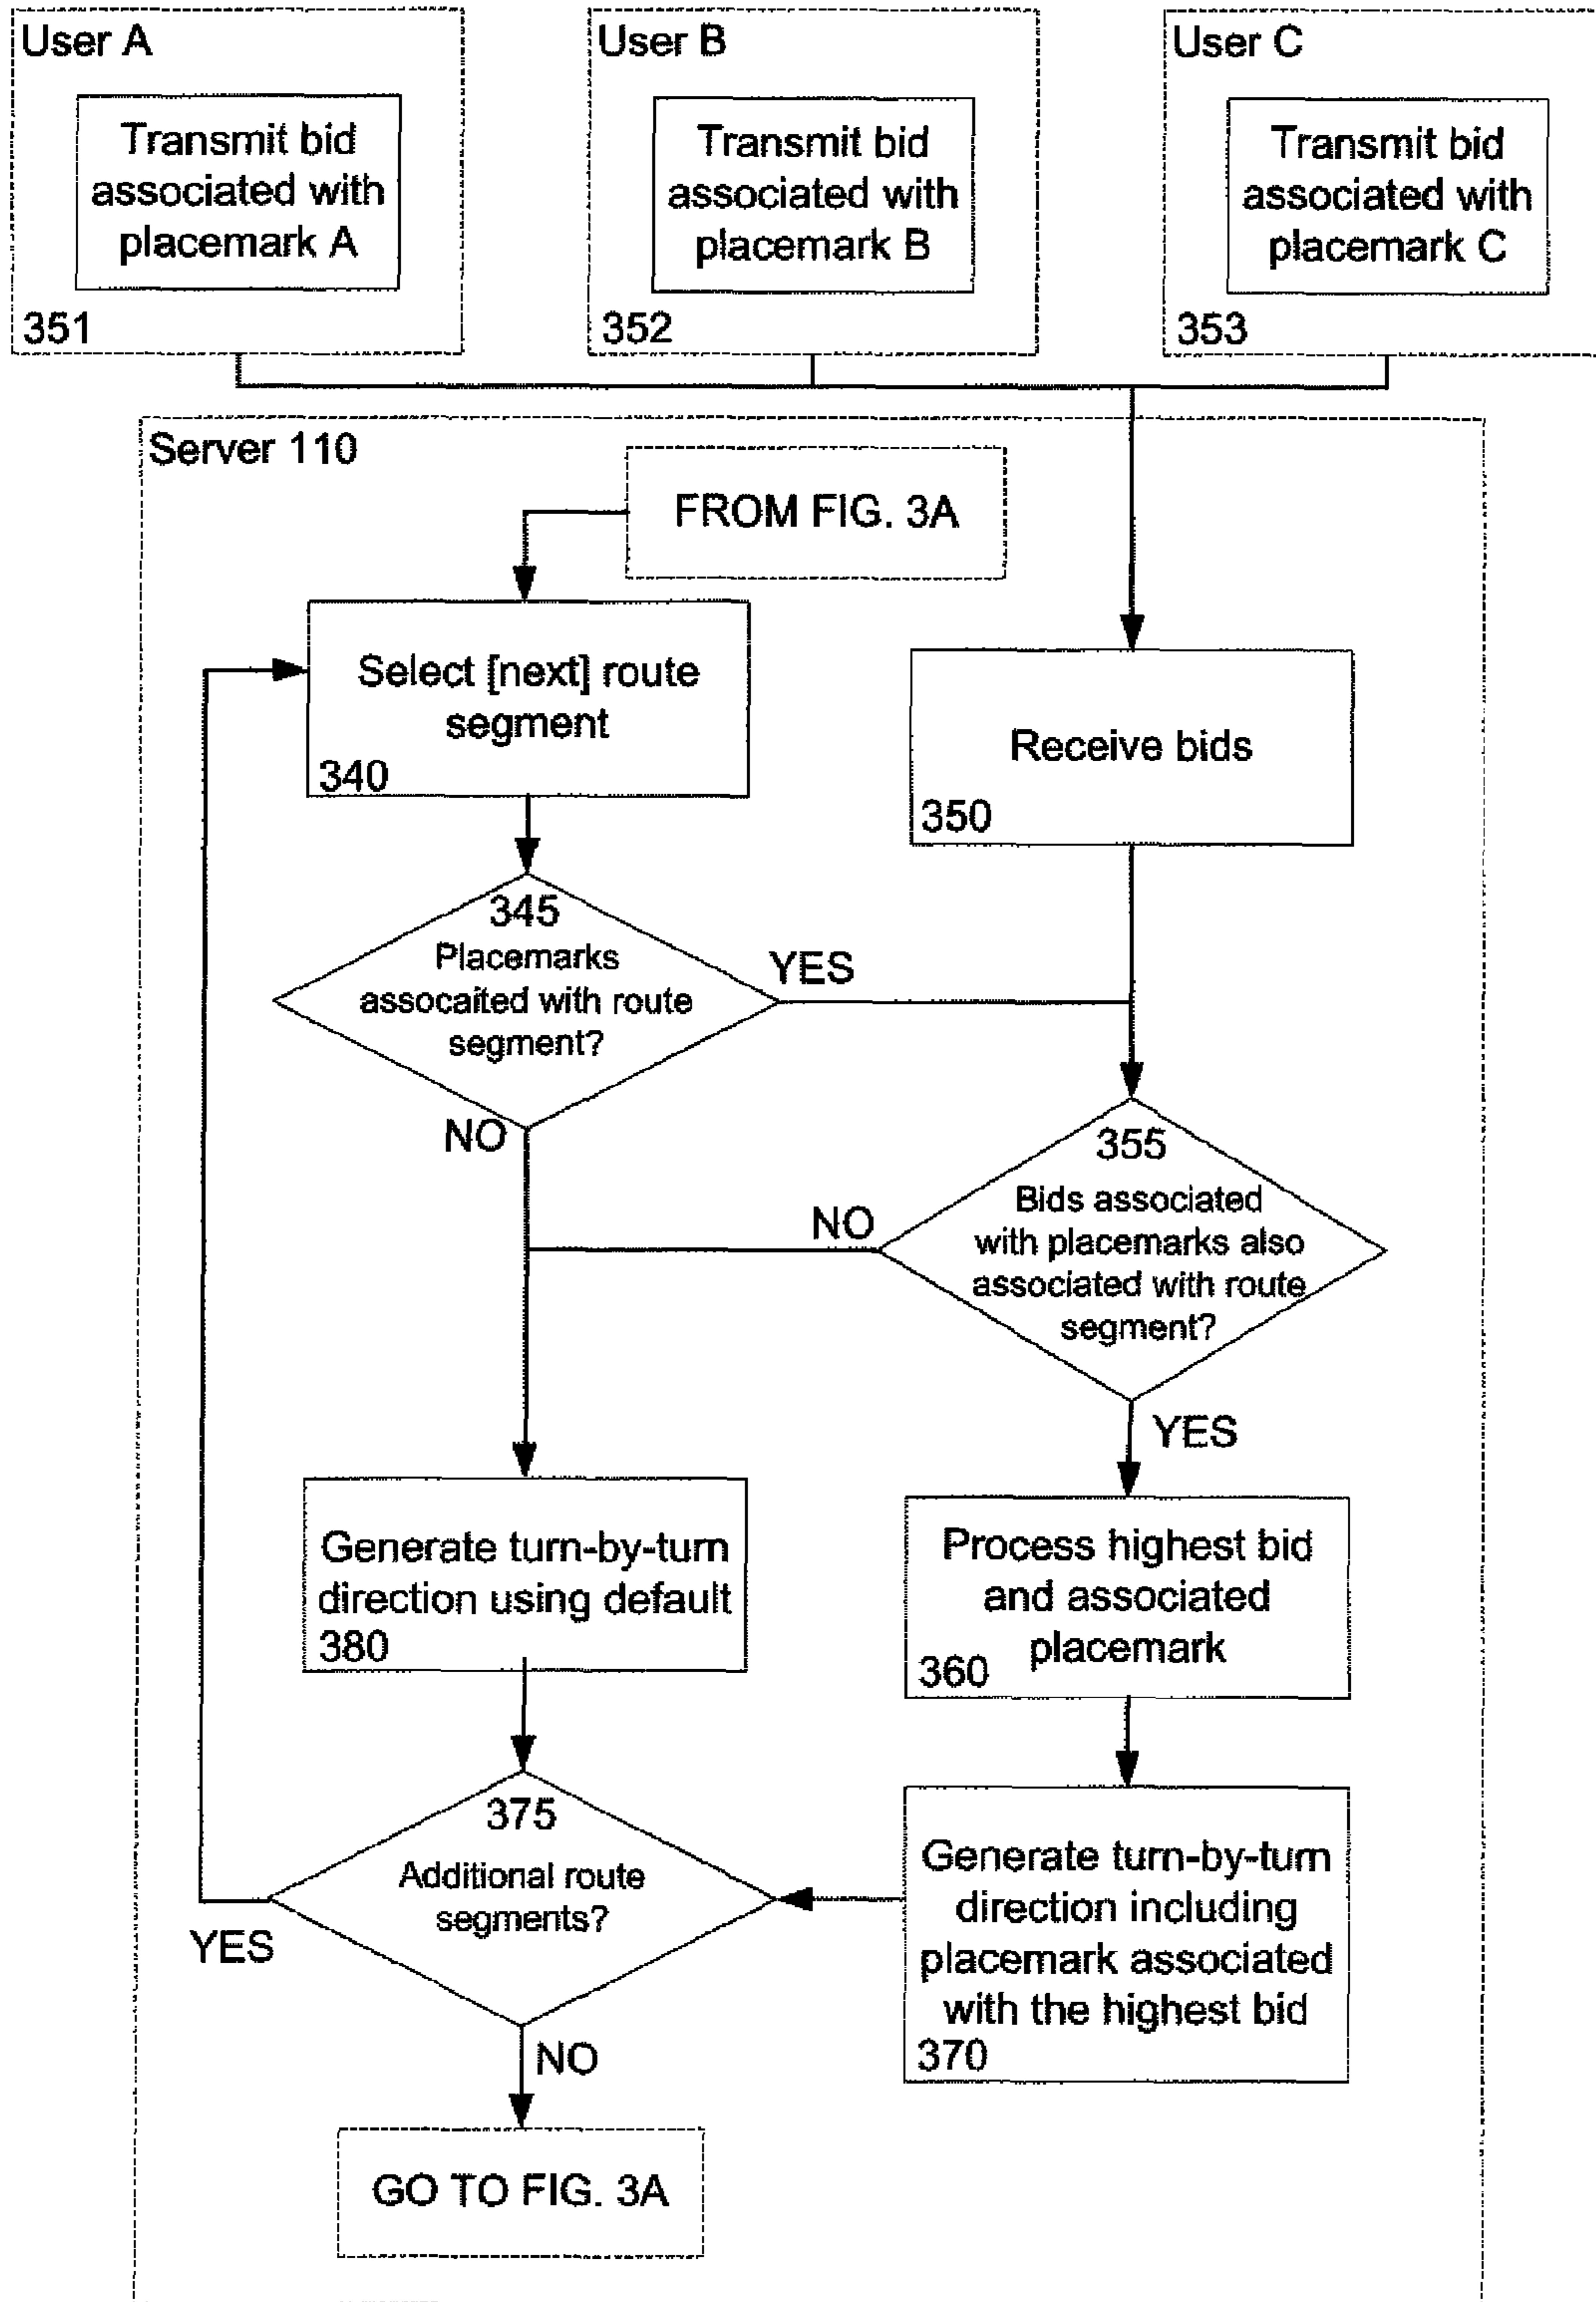 User A
Transmit bid
associated with
placemark A
351
User B
Transmit bid
associated with
placemark B
352
User C
Transmit bid
associated with
placemark C
353
Server 110
FROM FIG. 3A
Select [next] route
segment
340
Receive bids
350
345
Placemarks
assocaited with route
segment?
YES
NO
355
Bids associated
with placemarks also
associated with route
segment?
NO
YES
Generate turn-by-turn
direction using default
380
Process highest bid
and associated
placemark
360
375
Additional route
segments?
YES
NO
Generate turn-by-turn
direction including
placemark associated
with the highest bid
370
GO TO FIG. 3A